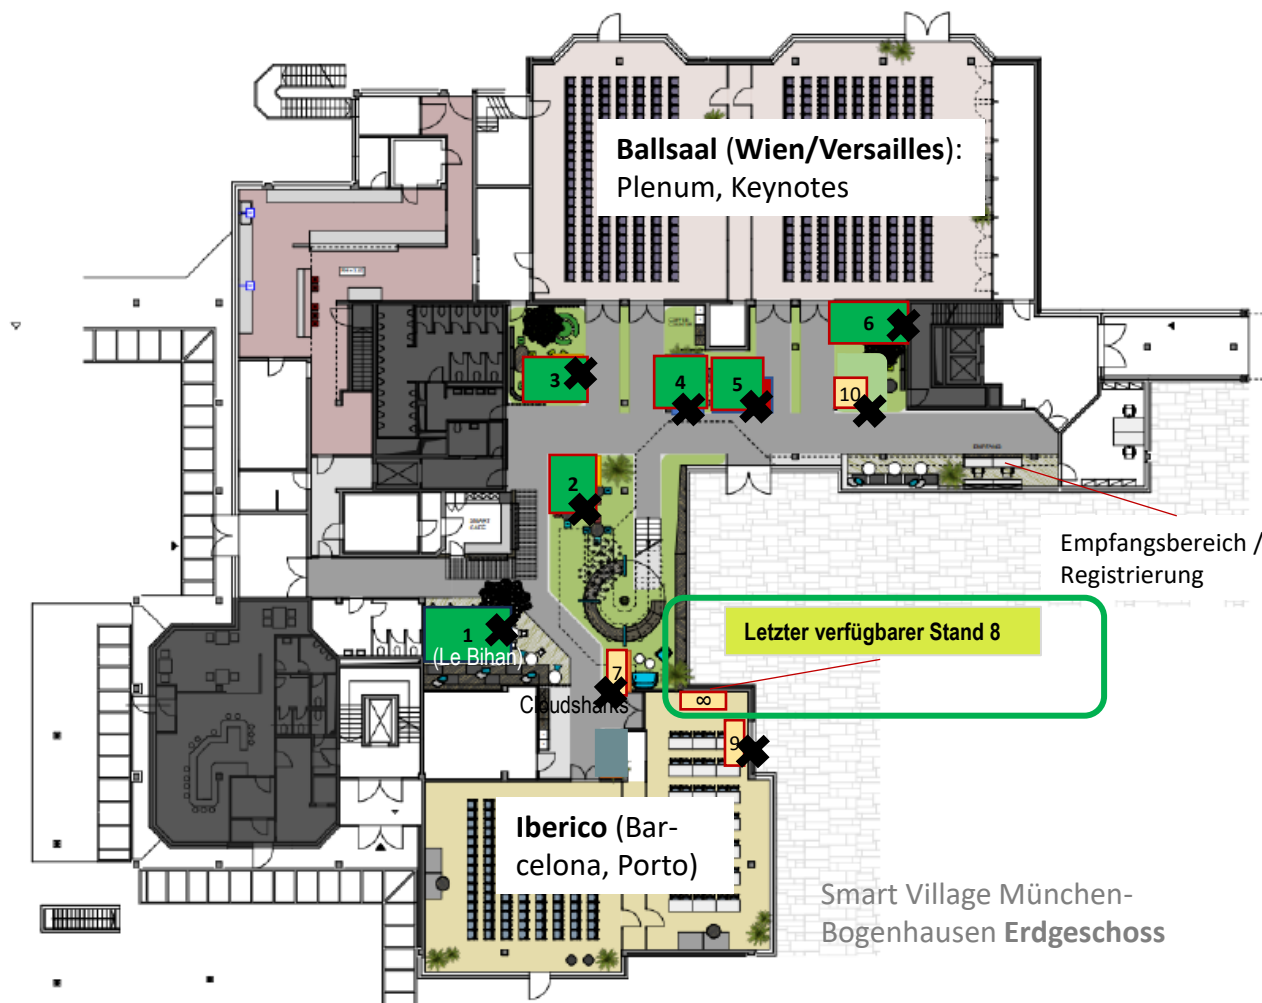 Ballsaal (Wien/Versailles):
Plenum, Keynotes
6
3
4
5
10
2
Empfangsbereich /
Registrierung
1
(Le Bihan)
Letzter verfügbarer Stand 8
7
Cloudsharks
8
9
Iberico (Bar-
celona, Porto)
Smart Village München-
Bogenhausen Erdgeschoss